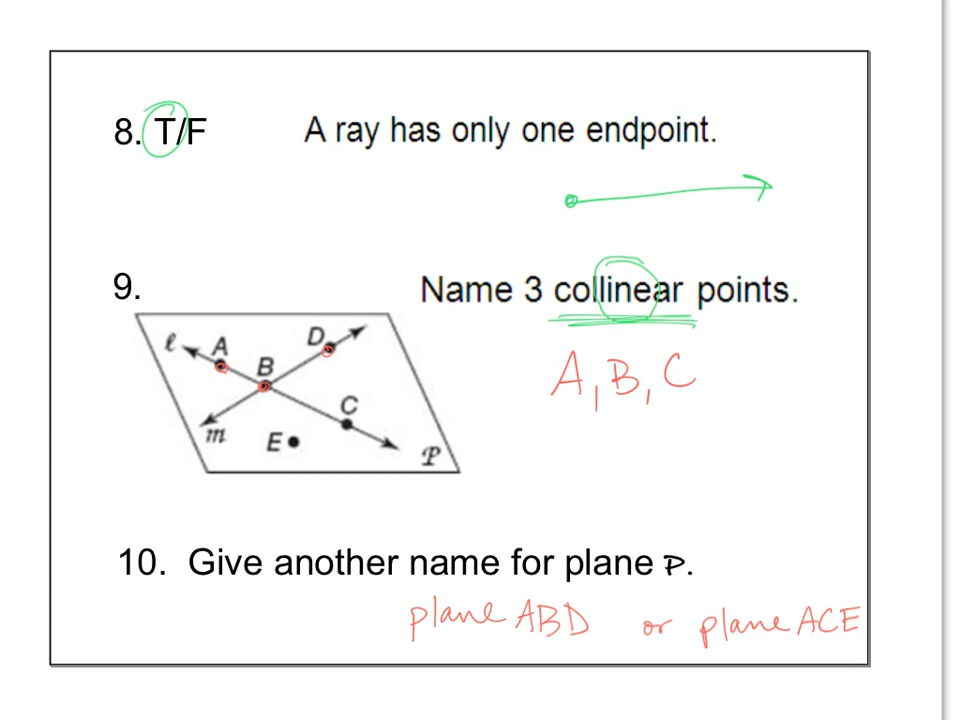 8. T/F A ray has only one endpoint.
9. Name 3 collinear points.
ℓ A D
B
A, B, C
C
m E
P
10. Give another name for plane P.
plane ABD or plane ACE